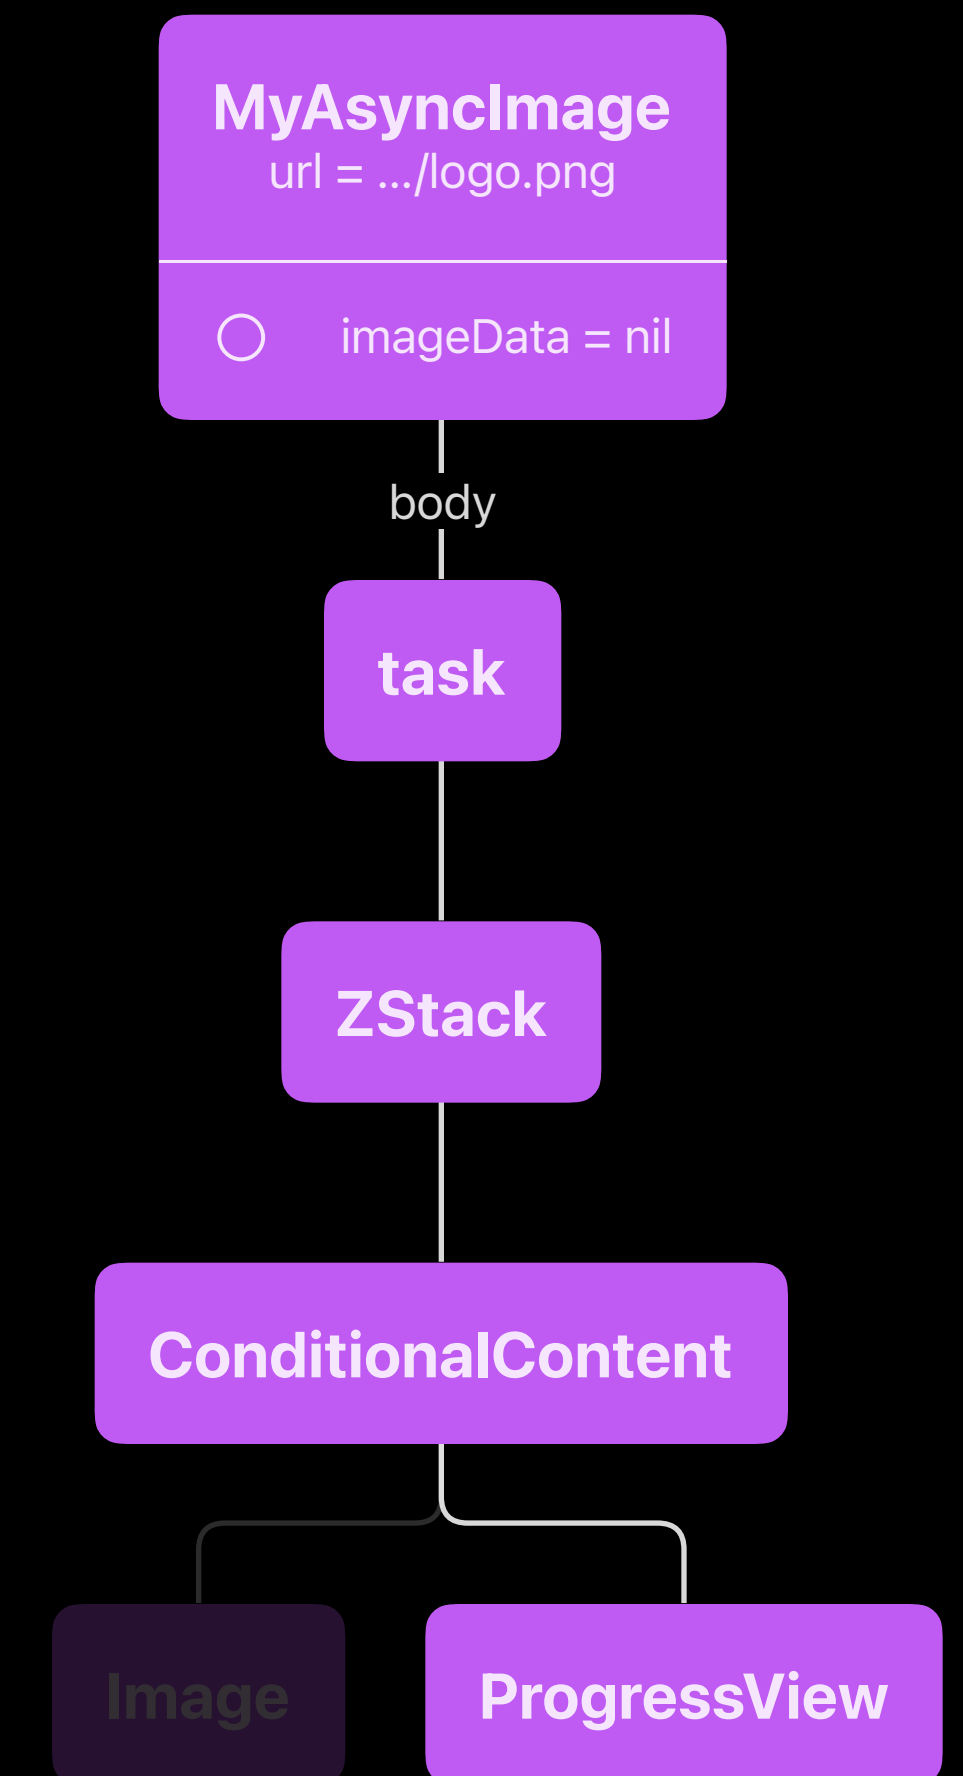 MyAsyncImage
url = .../logo.png
imageData = nil
body
task
ZStack
ConditionalContent
Image
ProgressView